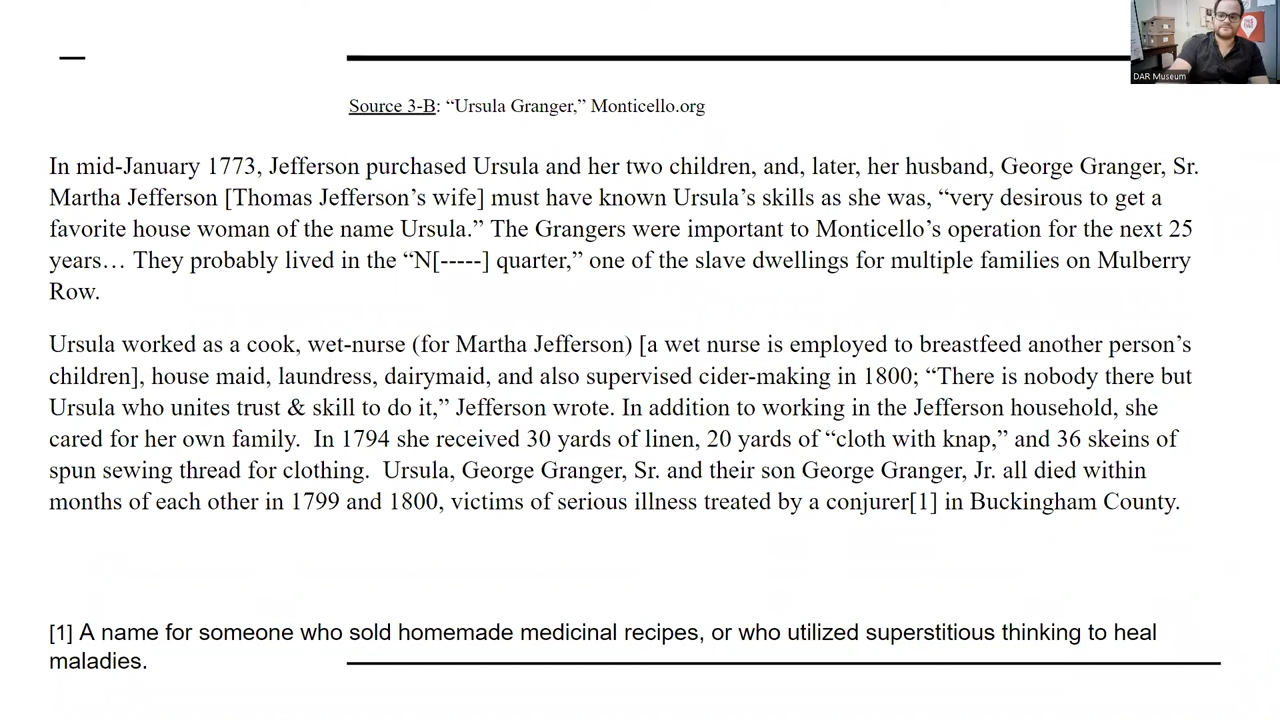 DAR Museum
Source 3-B: “Ursula Granger,” Monticello.org
In mid-January 1773, Jefferson purchased Ursula and her two children, and, later, her husband, George Granger, Sr.
Martha Jefferson [Thomas Jefferson’s wife] must have known Ursula’s skills as she was, “very desirous to get a
favorite house woman of the name Ursula.” The Grangers were important to Monticello’s operation for the next 25
years… They probably lived in the “N[-----] quarter,” one of the slave dwellings for multiple families on Mulberry
Row.
Ursula worked as a cook, wet-nurse (for Martha Jefferson) [a wet nurse is employed to breastfeed another person’s
children], house maid, laundress, dairymaid, and also supervised cider-making in 1800; “There is nobody there but
Ursula who unites trust & skill to do it,” Jefferson wrote. In addition to working in the Jefferson household, she
cared for her own family.  In 1794 she received 30 yards of linen, 20 yards of “cloth with knap,” and 36 skeins of
spun sewing thread for clothing.  Ursula, George Granger, Sr. and their son George Granger, Jr. all died within
months of each other in 1799 and 1800, victims of serious illness treated by a conjurer[1] in Buckingham County.
[1] A name for someone who sold homemade medicinal recipes, or who utilized superstitious thinking to heal
maladies.